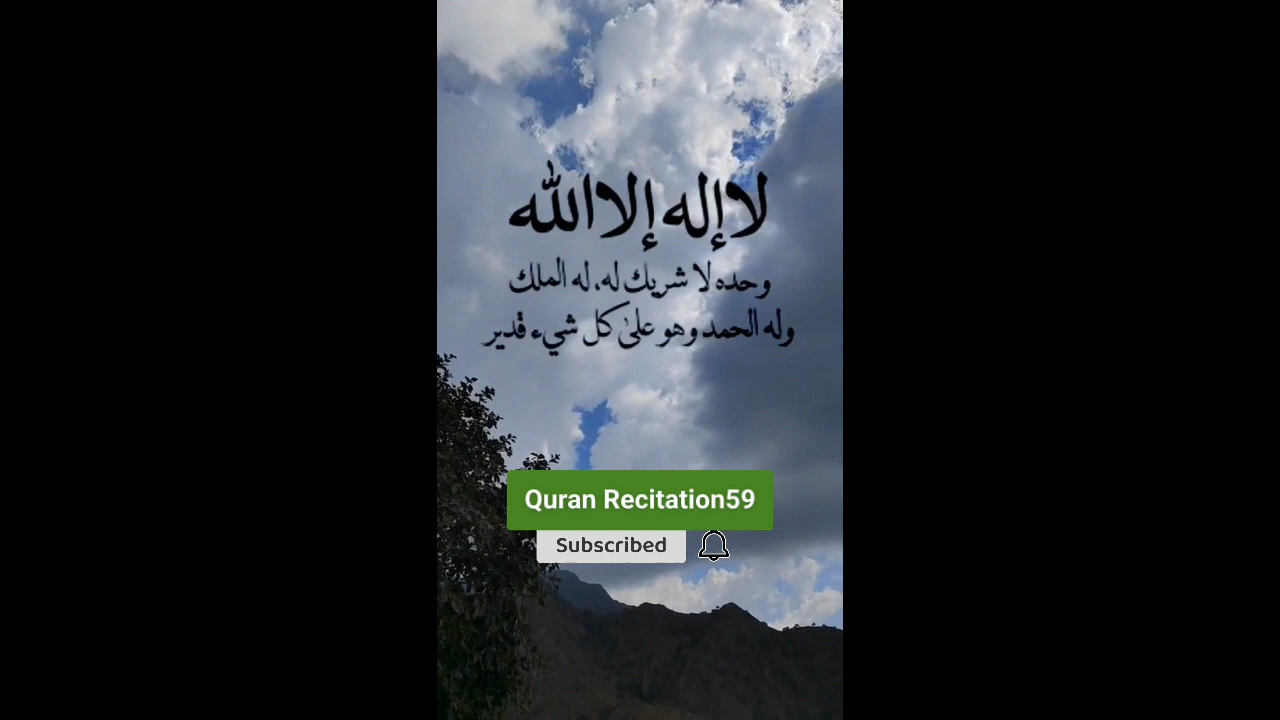 لا إله إلا الله
وحده لا شريك له، له الملك
وله الحمد وهو علىٰ كل شيء قدير
Quran Recitation59
Subscribed